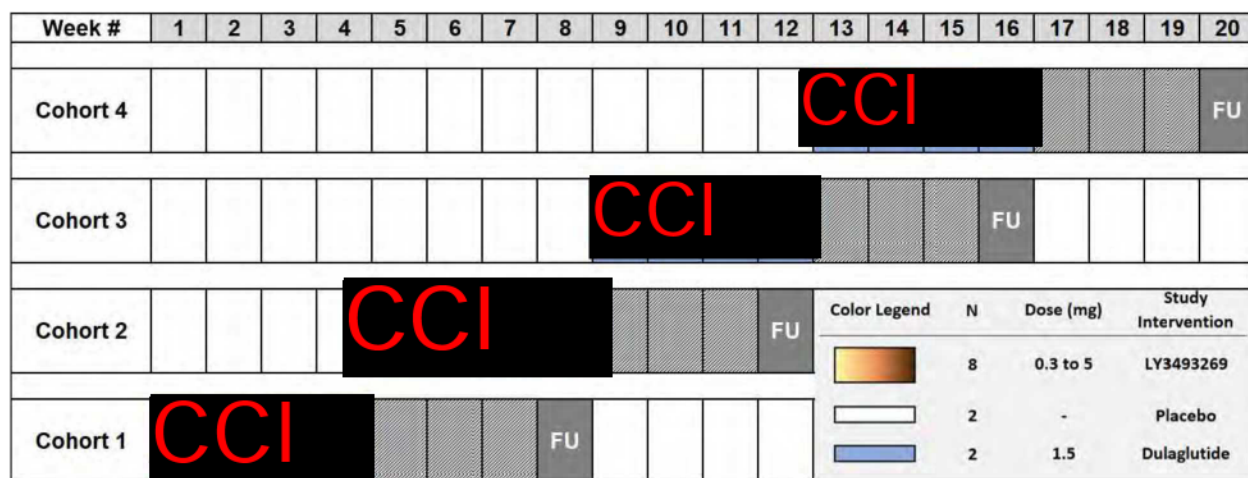 Week # 1 2 3 4 5 6 7 8 9 10 11 12 13 14 15 16 17 18 19 20
Cohort 4 CCI FU
Cohort 3 CCI FU
Cohort 2 CCI FU
Cohort 1 CCI FU
Color Legend N Dose (mg) Study Intervention
8 0.3 to 5 LY3493269
2 - Placebo
2 1.5 Dulaglutide